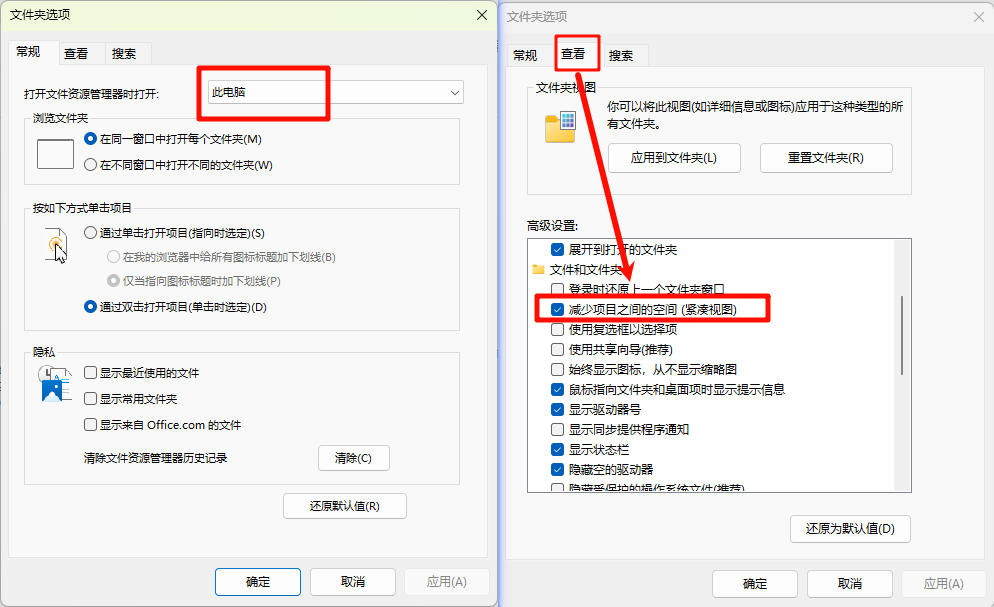 文件夹选项
常规
查看
搜索
打开文件资源管理器时打开:
此电脑
浏览文件夹
在同一窗口中打开每个文件夹(M)
在不同窗口中打开不同的文件夹(W)
按如下方式单击项目
通过单击打开项目(指向时选定)(S)
在我的浏览器中给所有图标标题加下划线(B)
仅当指向图标标题时加下划线(P)
通过双击打开项目(单击时选定)(D)
隐私
显示最近使用的文件
显示常用文件夹
显示来自 Office.com 的文件
清除文件资源管理器历史记录
清除(C)
还原默认值(R)
确定
取消
应用(A)
文件夹选项
常规
查看
搜索
文件夹视图
你可以将此视图(如详细信息或图标)应用于这种类型的所
有文件夹。
应用到文件夹(L)
重置文件夹(R)
高级设置:
展开到打开的文件夹
文件和文件夹
登录时还原上一个文件夹窗口
减少项目之间的空间 (紧凑视图)
使用复选框以选择项
使用共享向导(推荐)
始终显示图标，从不显示缩略图
鼠标指向文件夹和桌面项时显示提示信息
显示驱动器号
显示同步提供程序通知
显示状态栏
隐藏空的驱动器
隐藏受保护的操作系统文件(推荐)
还原为默认值(D)
确定
取消
应用(A)